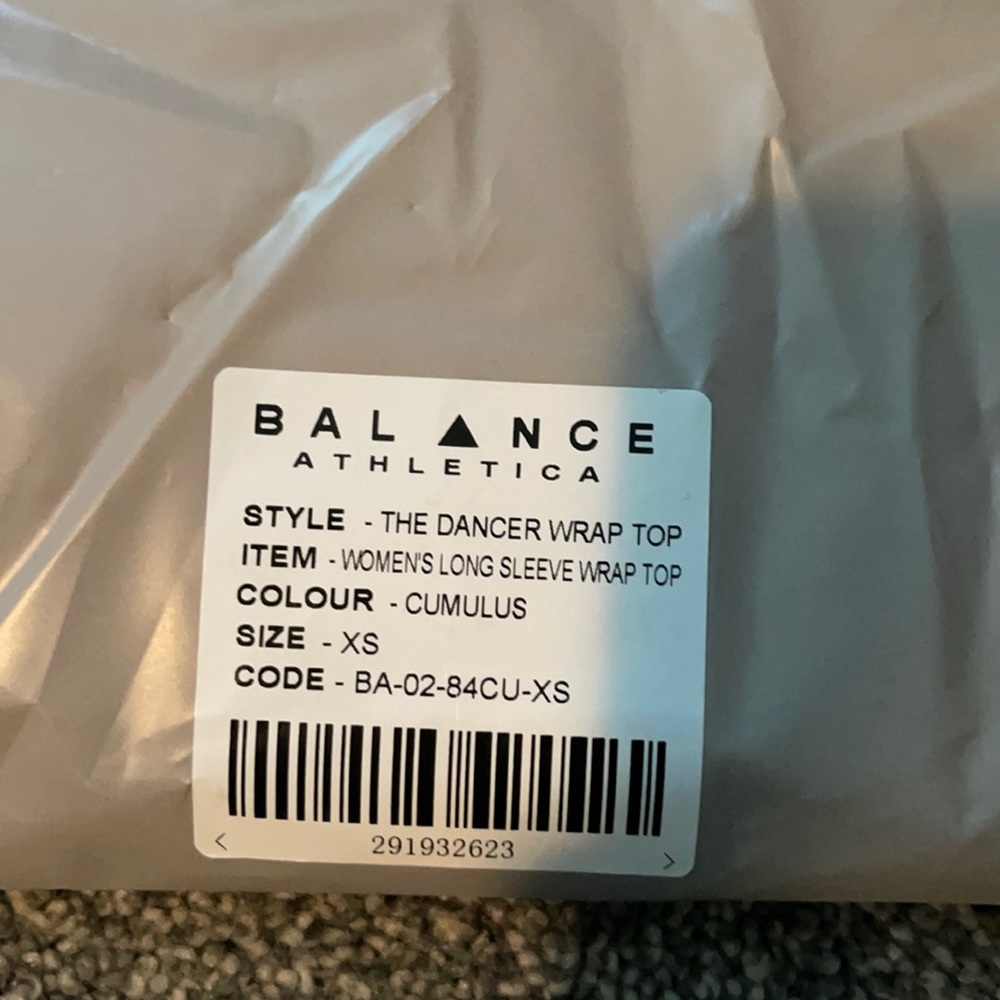 BAL▲NCE
ATHLETICA
STYLE - THE DANCER WRAP TOP
ITEM - WOMEN'S LONG SLEEVE WRAP TOP
COLOUR - CUMULUS
SIZE - XS
CODE - BA-02-84CU-XS
< 291932623 >